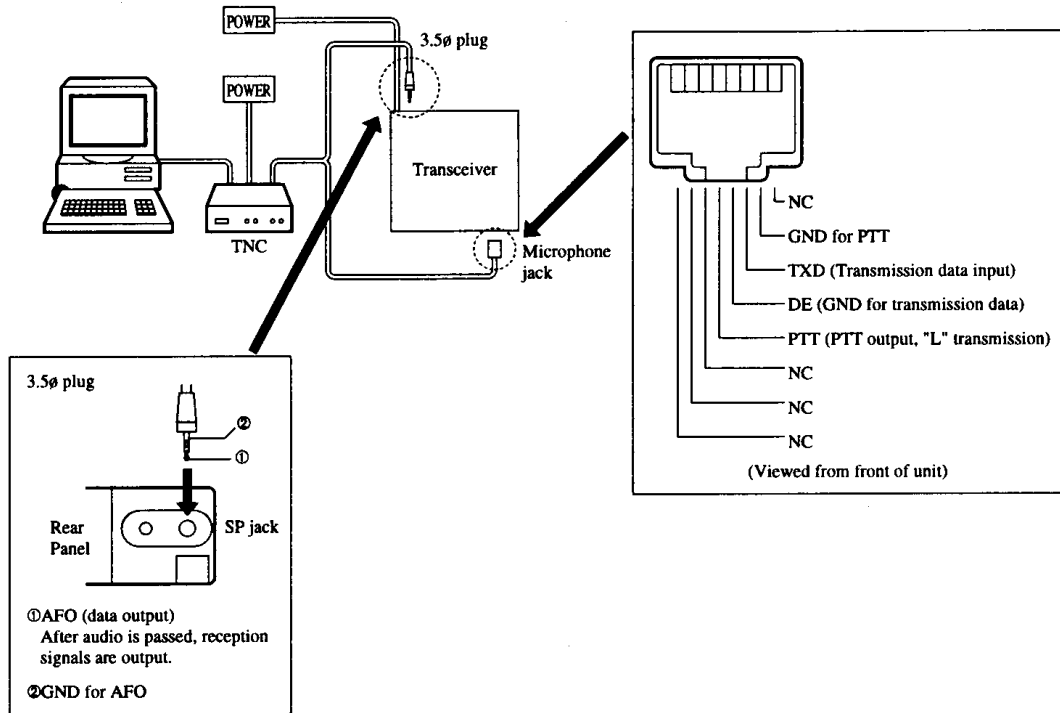 POWER
3.5ø plug
POWER
Transceiver
TNC
Microphone
jack
NC
GND for PTT
TXD (Transmission data input)
DE (GND for transmission data)
PTT (PTT output, "L" transmission)
NC
NC
NC
(Viewed from front of unit)
3.5ø plug
②
①
Rear
Panel
SP jack
①AFO (data output)
After audio is passed, reception
signals are output.
②GND for AFO